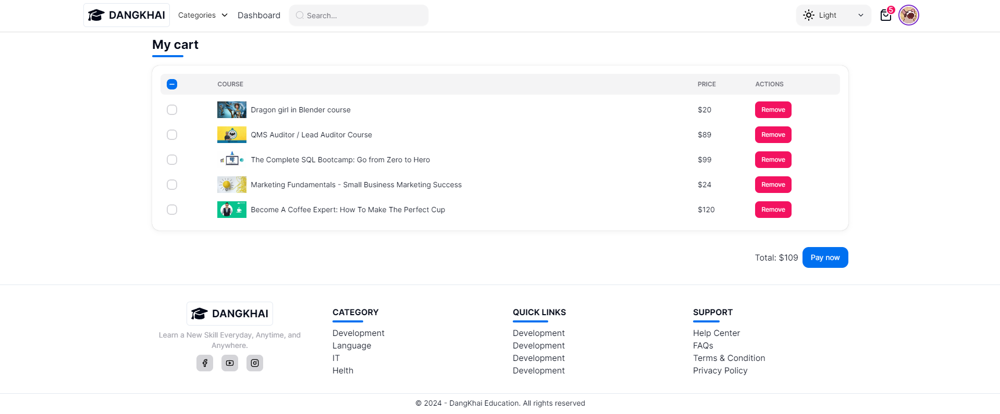 DANGKHAI Categories Dashboard Search... Light 5
My cart
COURSE PRICE ACTIONS
Dragon girl in Blender course $20 Remove
QMS Auditor / Lead Auditor Course $89 Remove
The Complete SQL Bootcamp: Go from Zero to Hero $99 Remove
Marketing Fundamentals - Small Business Marketing Success $24 Remove
Become A Coffee Expert: How To Make The Perfect Cup $120 Remove
Total: $109 Pay now
DANGKHAI
Learn a New Skill Everyday, Anytime, and
Anywhere.
CATEGORY
Development
Language
IT
Helth
QUICK LINKS
Development
Development
Development
Development
SUPPORT
Help Center
FAQs
Terms & Condition
Privacy Policy
© 2024 - DangKhai Education. All rights reserved